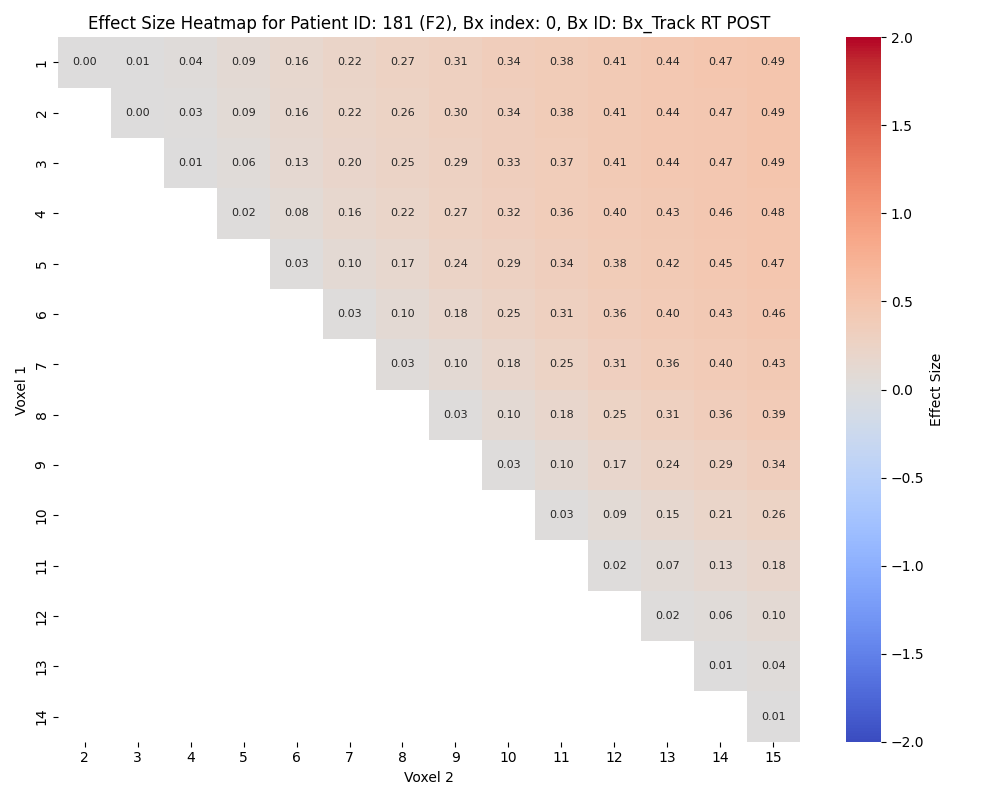 Effect Size Heatmap for Patient ID: 181 (F2), Bx index: 0, Bx ID: Bx_Track RT POST
1 0.00 0.01 0.04 0.09 0.16 0.22 0.27 0.31 0.34 0.38 0.41 0.44 0.47 0.49
2 0.00 0.03 0.09 0.16 0.22 0.26 0.30 0.34 0.38 0.41 0.44 0.47 0.49
3 0.01 0.06 0.13 0.20 0.25 0.29 0.33 0.37 0.41 0.44 0.47 0.49
4 0.02 0.08 0.16 0.22 0.27 0.32 0.36 0.40 0.43 0.46 0.48
5 0.03 0.10 0.17 0.24 0.29 0.34 0.38 0.42 0.45 0.47
6 0.03 0.10 0.18 0.25 0.31 0.36 0.40 0.43 0.46
7 0.03 0.10 0.18 0.25 0.31 0.36 0.40 0.43
8 0.03 0.10 0.18 0.25 0.31 0.36 0.39
9 0.03 0.10 0.17 0.24 0.29 0.34
10 0.03 0.09 0.15 0.21 0.26
11 0.02 0.07 0.13 0.18
12 0.02 0.06 0.10
13 0.01 0.04
14 0.01
2 3 4 5 6 7 8 9 10 11 12 13 14 15
Voxel 2
Voxel 1
2.0
1.5
1.0
0.5
0.0
−0.5
−1.0
−1.5
−2.0
Effect Size